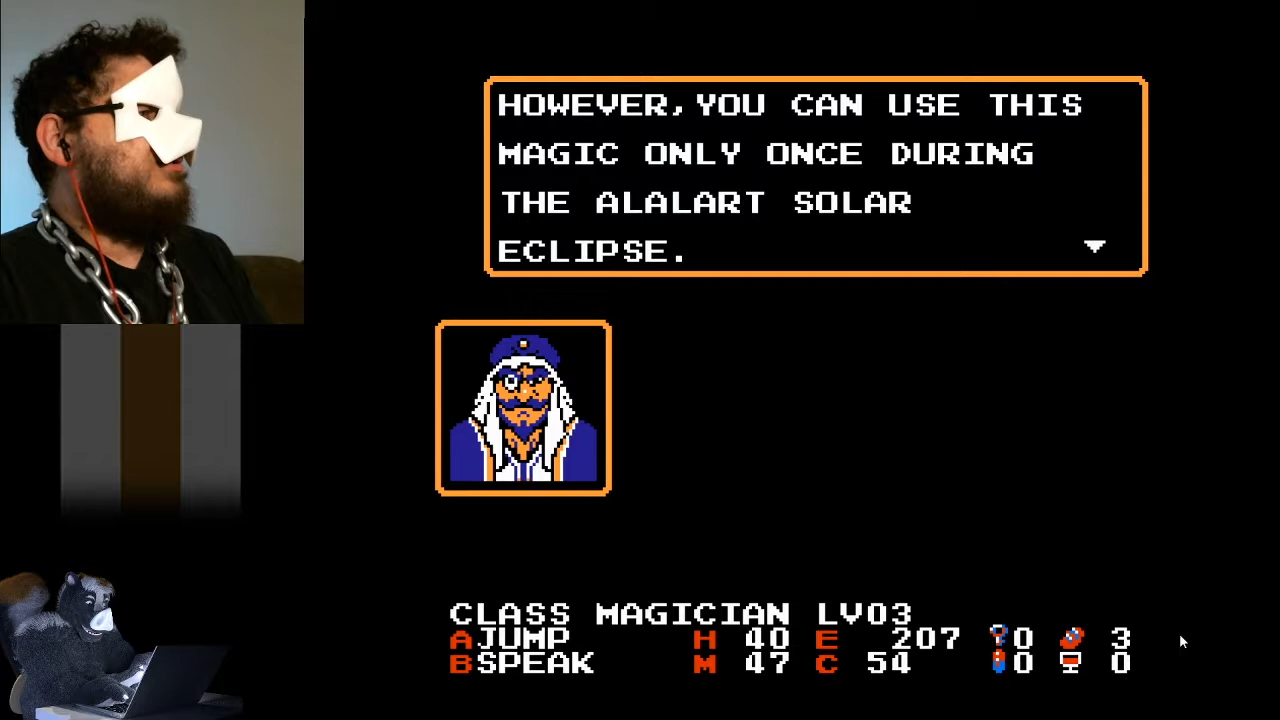 HOWEVER,YOU CAN USE THIS
MAGIC ONLY ONCE DURING
THE ALALART SOLAR
ECLIPSE.
CLASS MAGICIAN LV03
AJUMP H 40 E 207 0 3
BSPEAK M 47 C 54 0 0